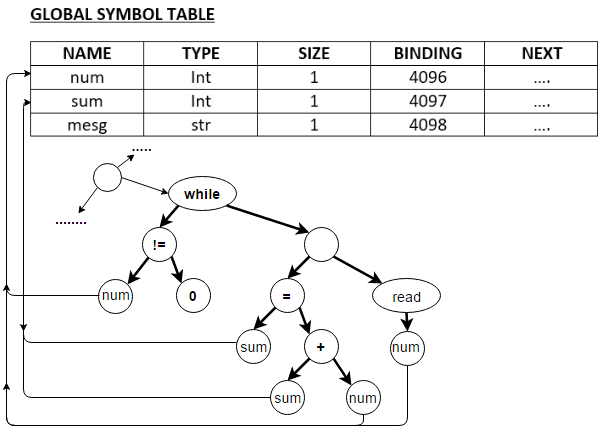 GLOBAL SYMBOL TABLE
NAME TYPE SIZE BINDING NEXT
num Int 1 4096 ....
sum Int 1 4097 ....
mesg str 1 4098 ....
.....
while
........
!=
num 0 = read
sum + num
sum num